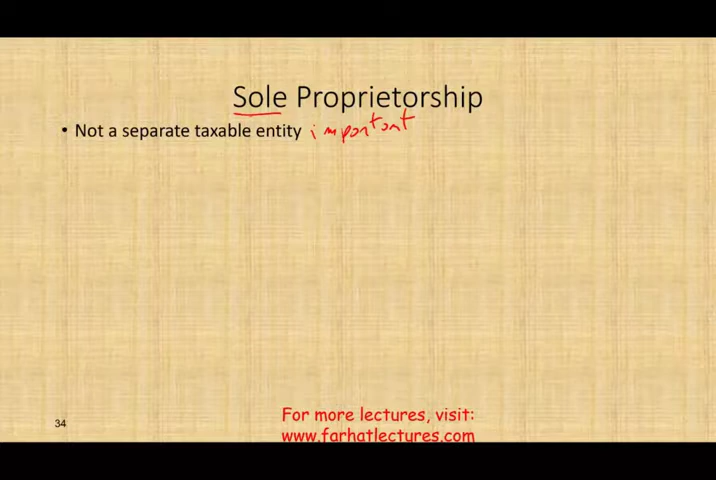 Sole Proprietorship
• Not a separate taxable entity important
34
For more lectures, visit:
www.farhatlectures.com